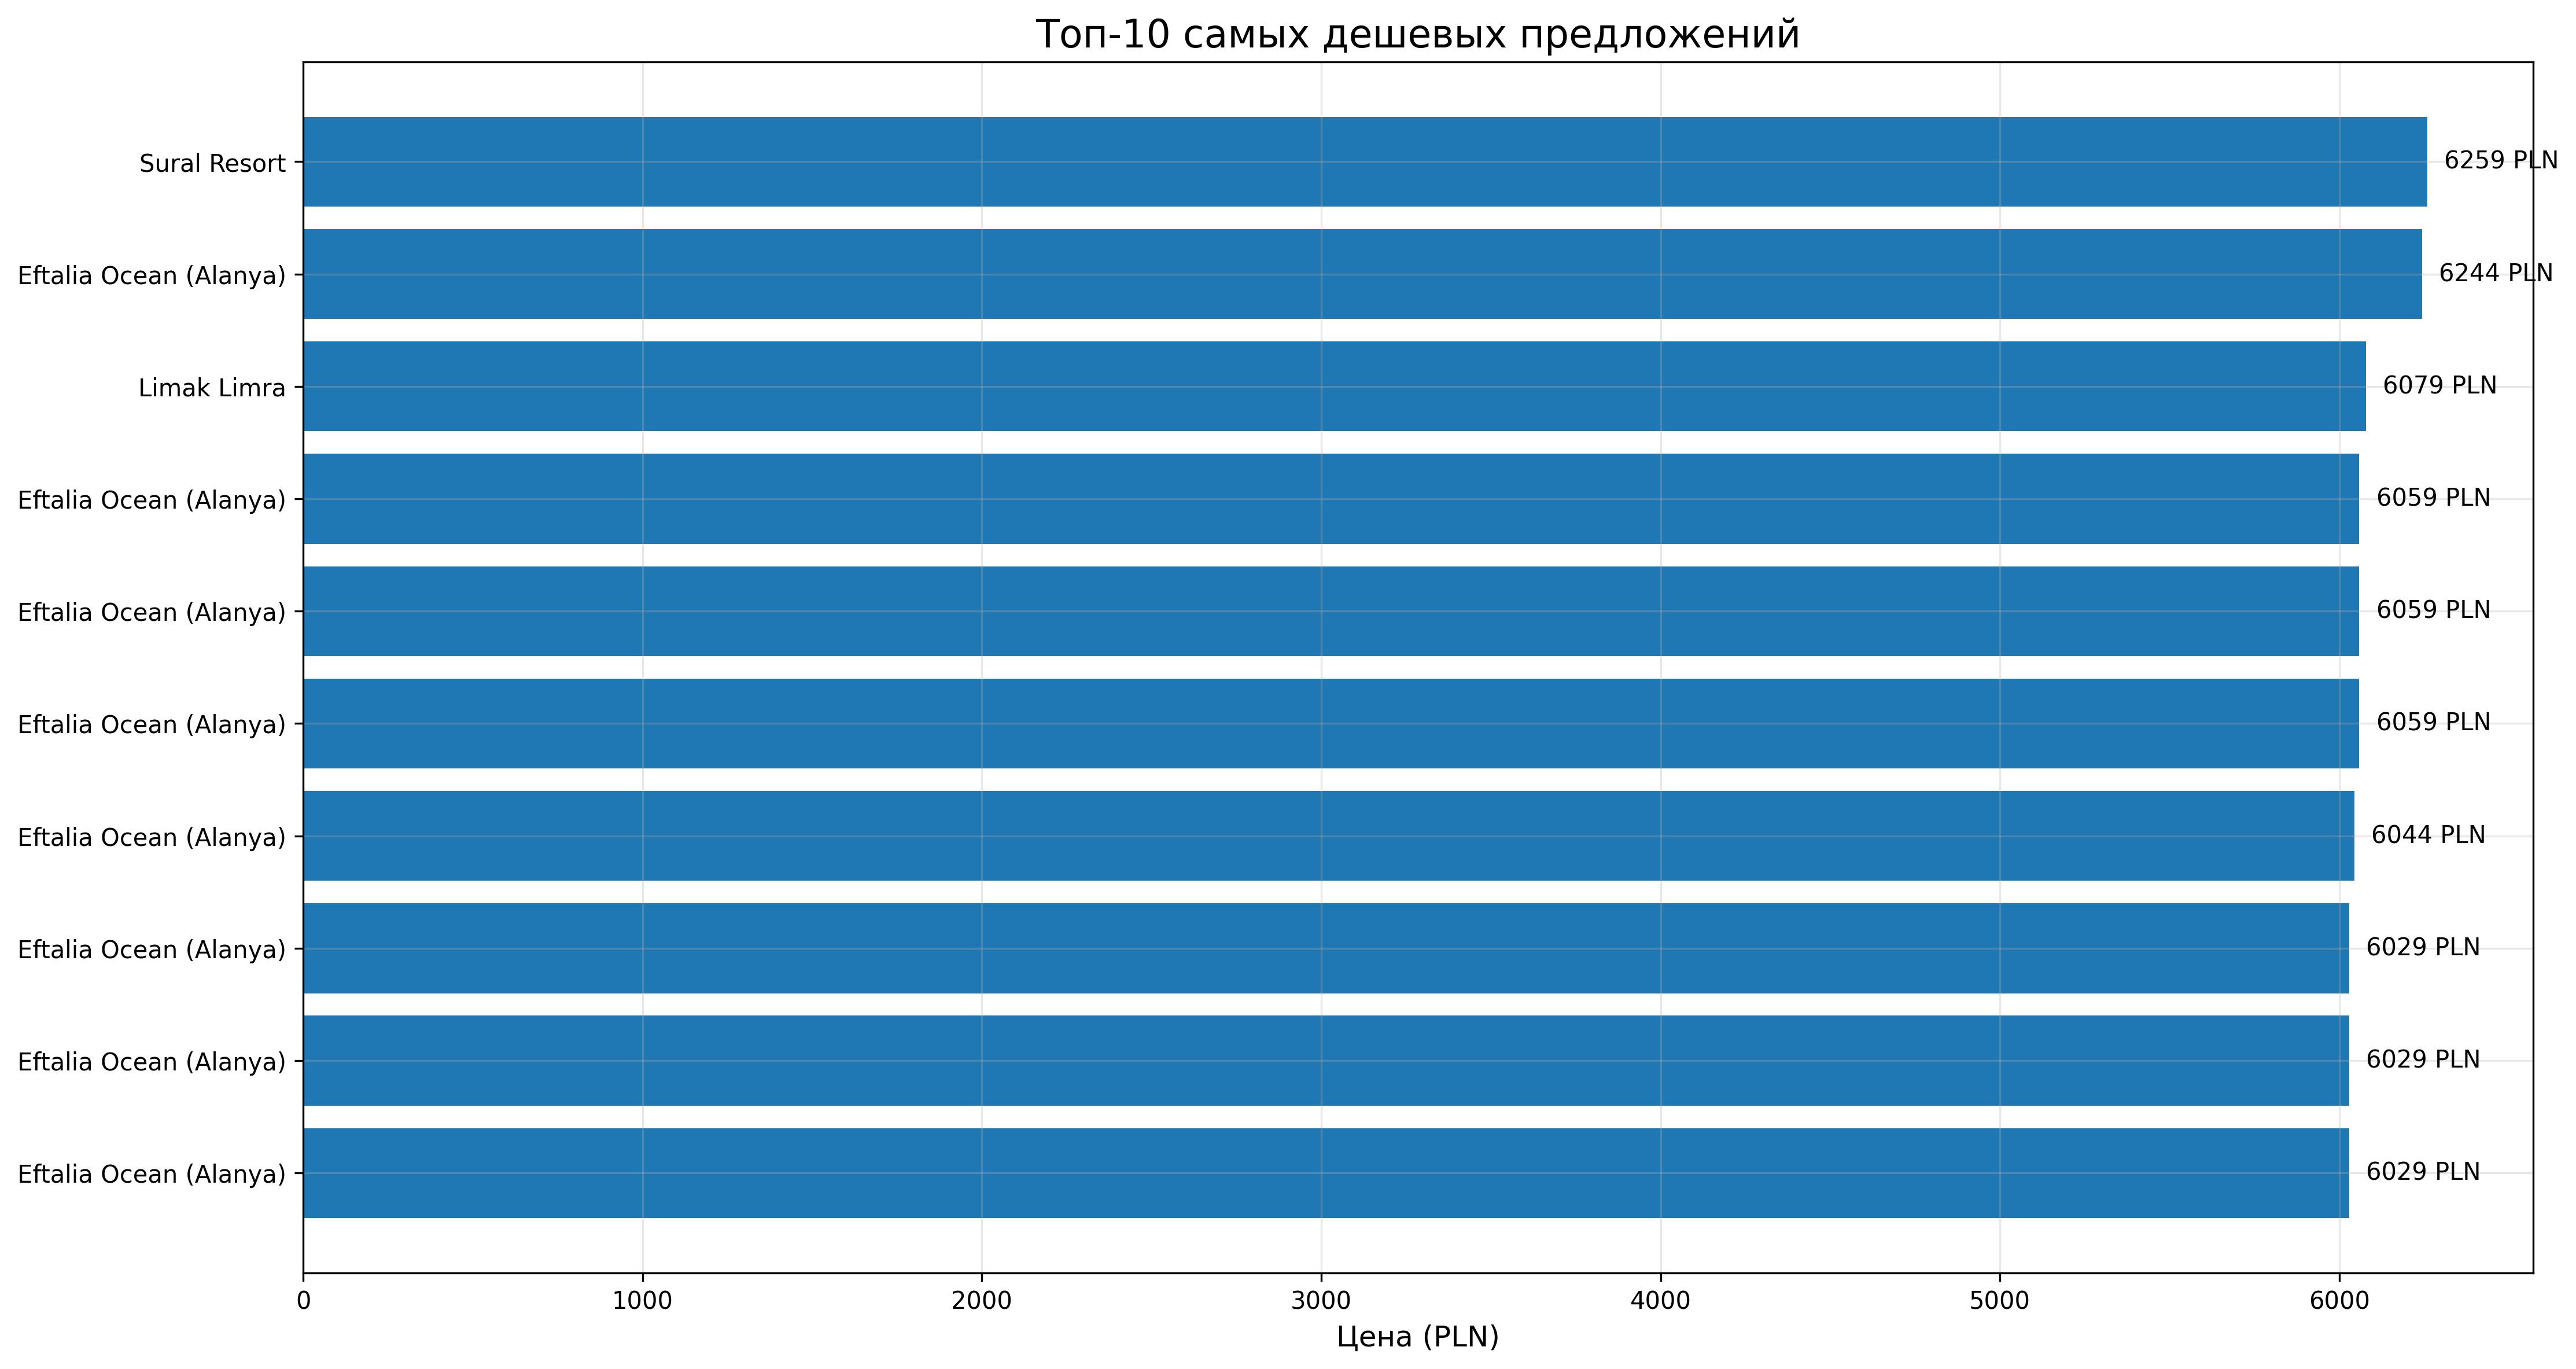 Топ-10 самых дешевых предложений
Sural Resort
6259 PLN
Eftalia Ocean (Alanya)
6244 PLN
Limak Limra
6079 PLN
Eftalia Ocean (Alanya)
6059 PLN
Eftalia Ocean (Alanya)
6059 PLN
Eftalia Ocean (Alanya)
6059 PLN
Eftalia Ocean (Alanya)
6044 PLN
Eftalia Ocean (Alanya)
6029 PLN
Eftalia Ocean (Alanya)
6029 PLN
Eftalia Ocean (Alanya)
6029 PLN
0 1000 2000 3000 4000 5000 6000
Цена (PLN)